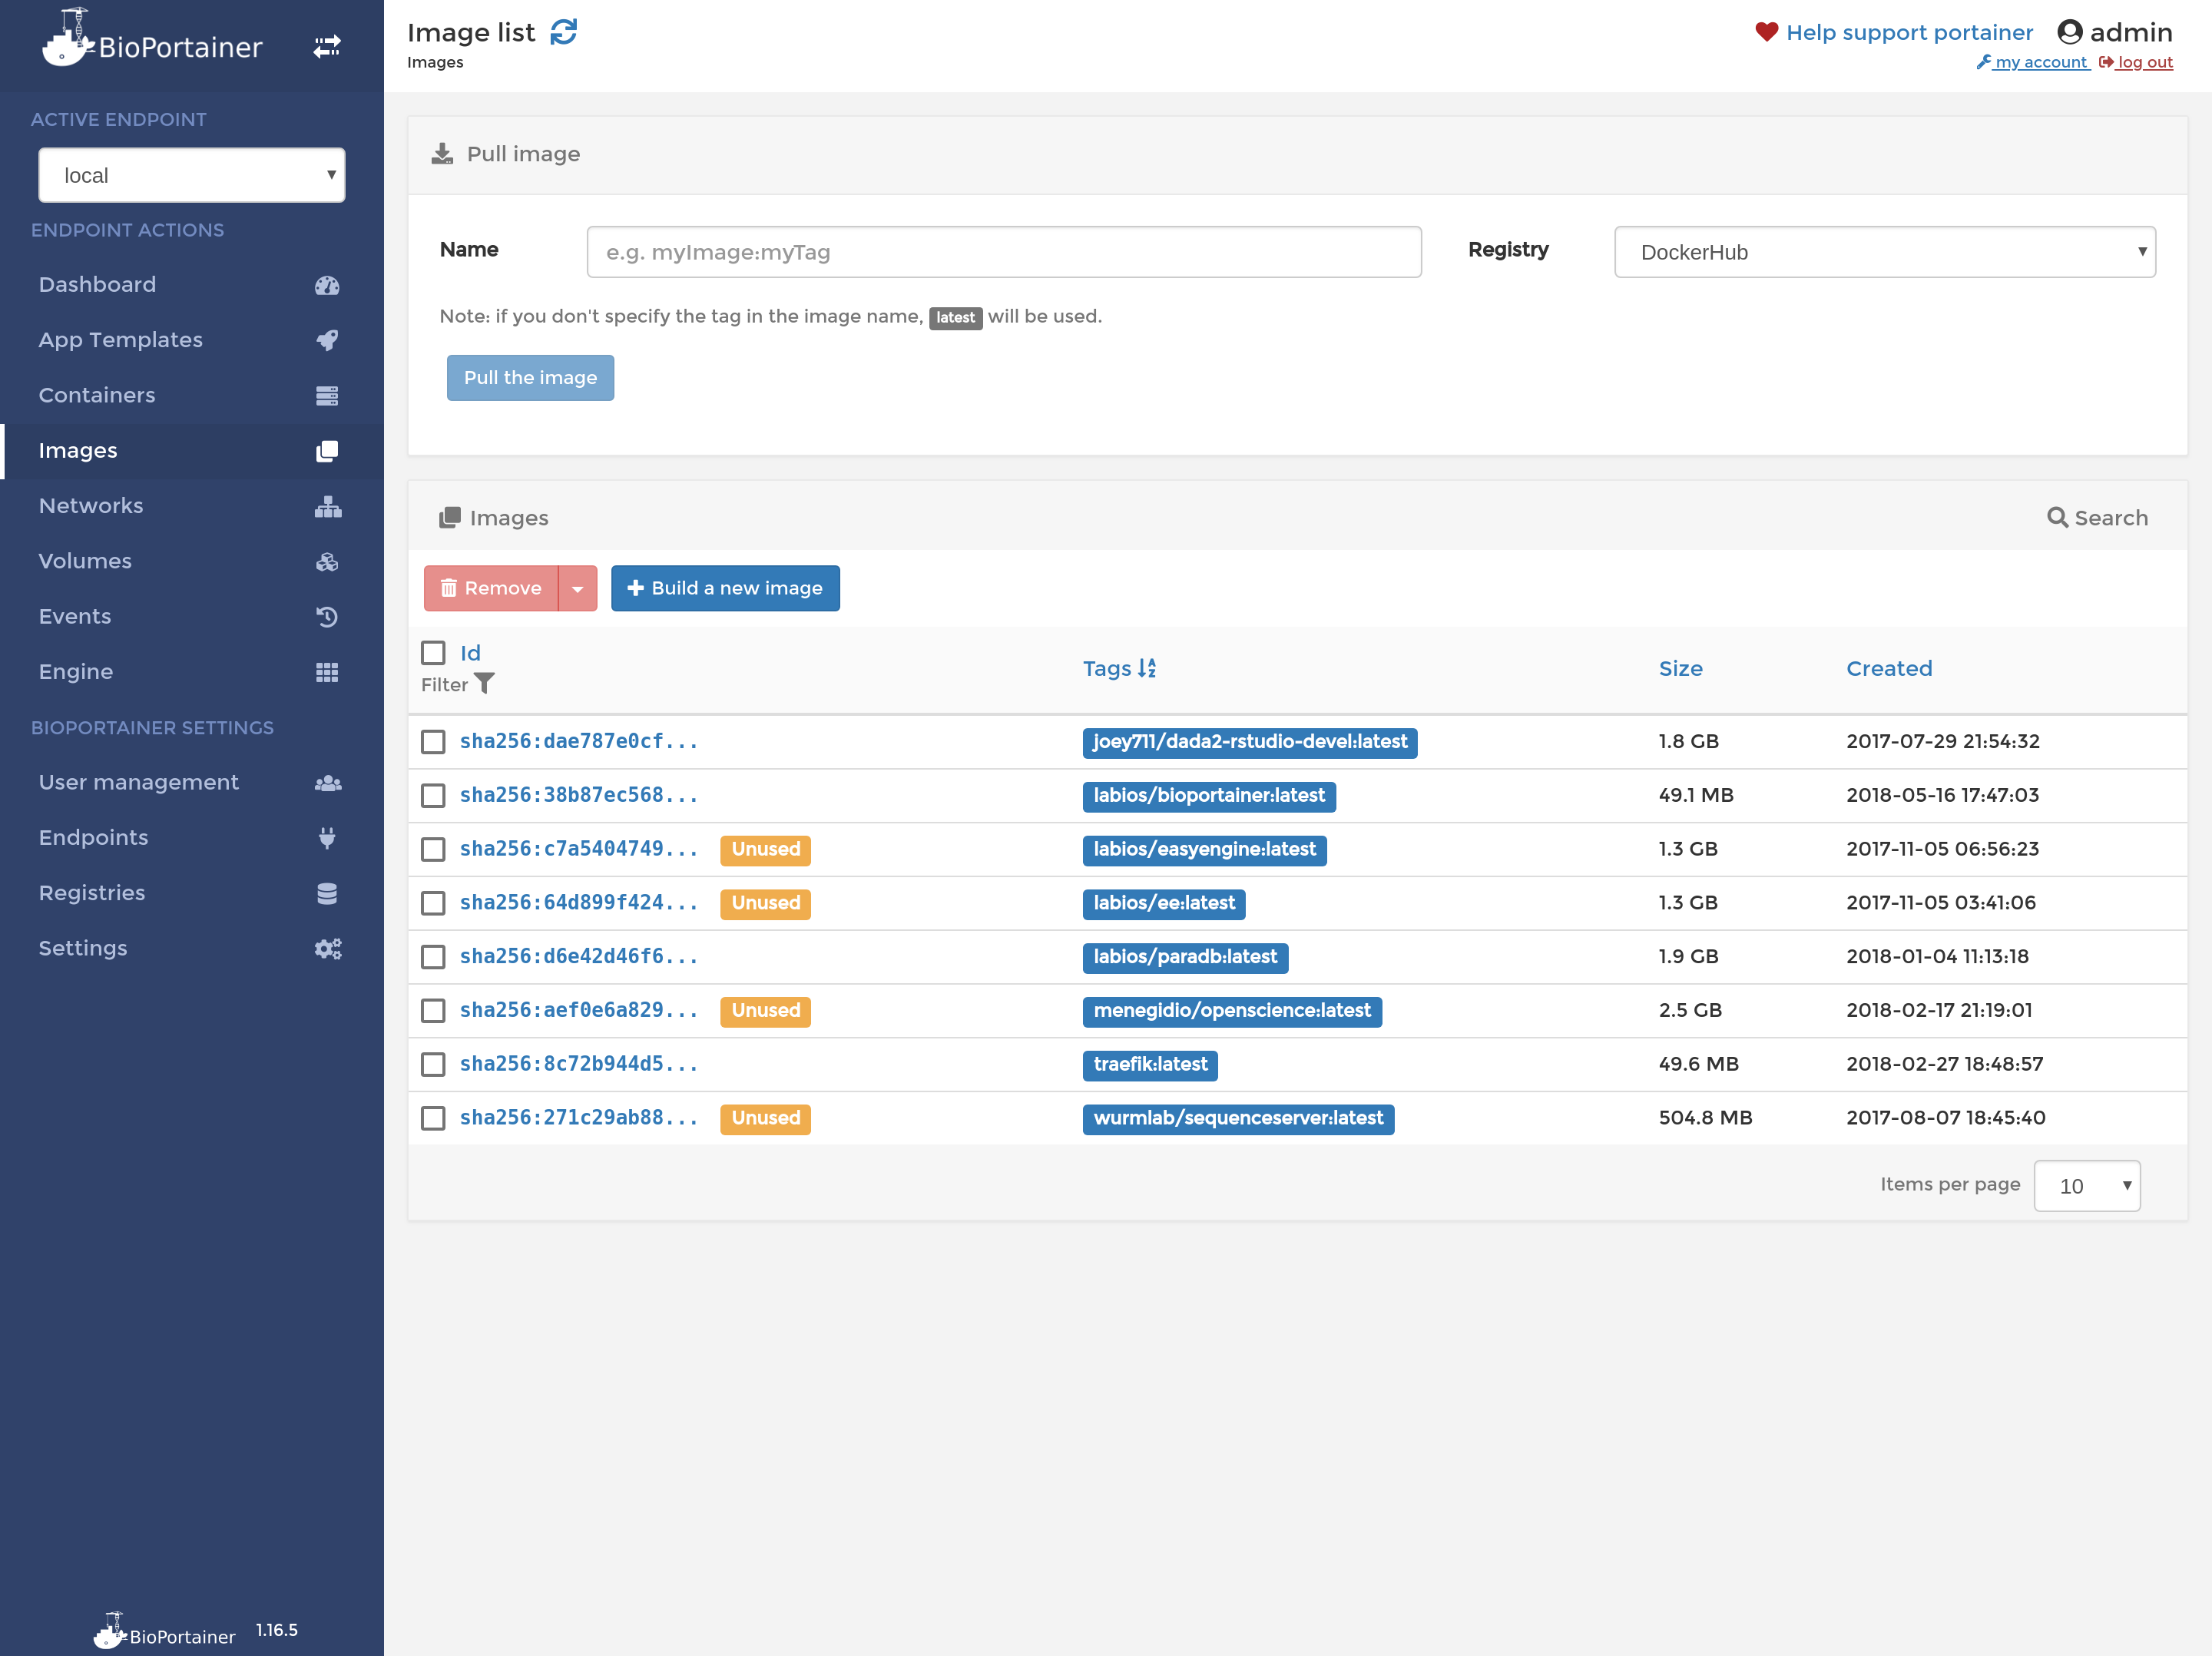 BioPortainer
ACTIVE ENDPOINT
local
ENDPOINT ACTIONS
Dashboard
App Templates
Containers
Images
Networks
Volumes
Events
Engine
BIOPORTAINER SETTINGS
User management
Endpoints
Registries
Settings
BioPortainer 1.16.5
Image list
Images
Help support portainer admin
my account log out
Pull image
Name e.g. myImage:myTag Registry DockerHub
Note: if you don't specify the tag in the image name, latest will be used.
Pull the image
Images Search
Remove Build a new image
Id Tags Size Created
Filter
sha256:dae787e0cf... joey711/dada2-rstudio-devel:latest 1.8 GB 2017-07-29 21:54:32
sha256:38b87ec568... labios/bioportainer:latest 49.1 MB 2018-05-16 17:47:03
sha256:c7a5404749... Unused labios/easyengine:latest 1.3 GB 2017-11-05 06:56:23
sha256:64d899f424... Unused labios/ee:latest 1.3 GB 2017-11-05 03:41:06
sha256:d6e42d46f6... labios/paradb:latest 1.9 GB 2018-01-04 11:13:18
sha256:aef0e6a829... Unused menegidio/openscience:latest 2.5 GB 2018-02-17 21:19:01
sha256:8c72b944d5... traefik:latest 49.6 MB 2018-02-27 18:48:57
sha256:271c29ab88... Unused wurmlab/sequenceserver:latest 504.8 MB 2017-08-07 18:45:40
Items per page 10